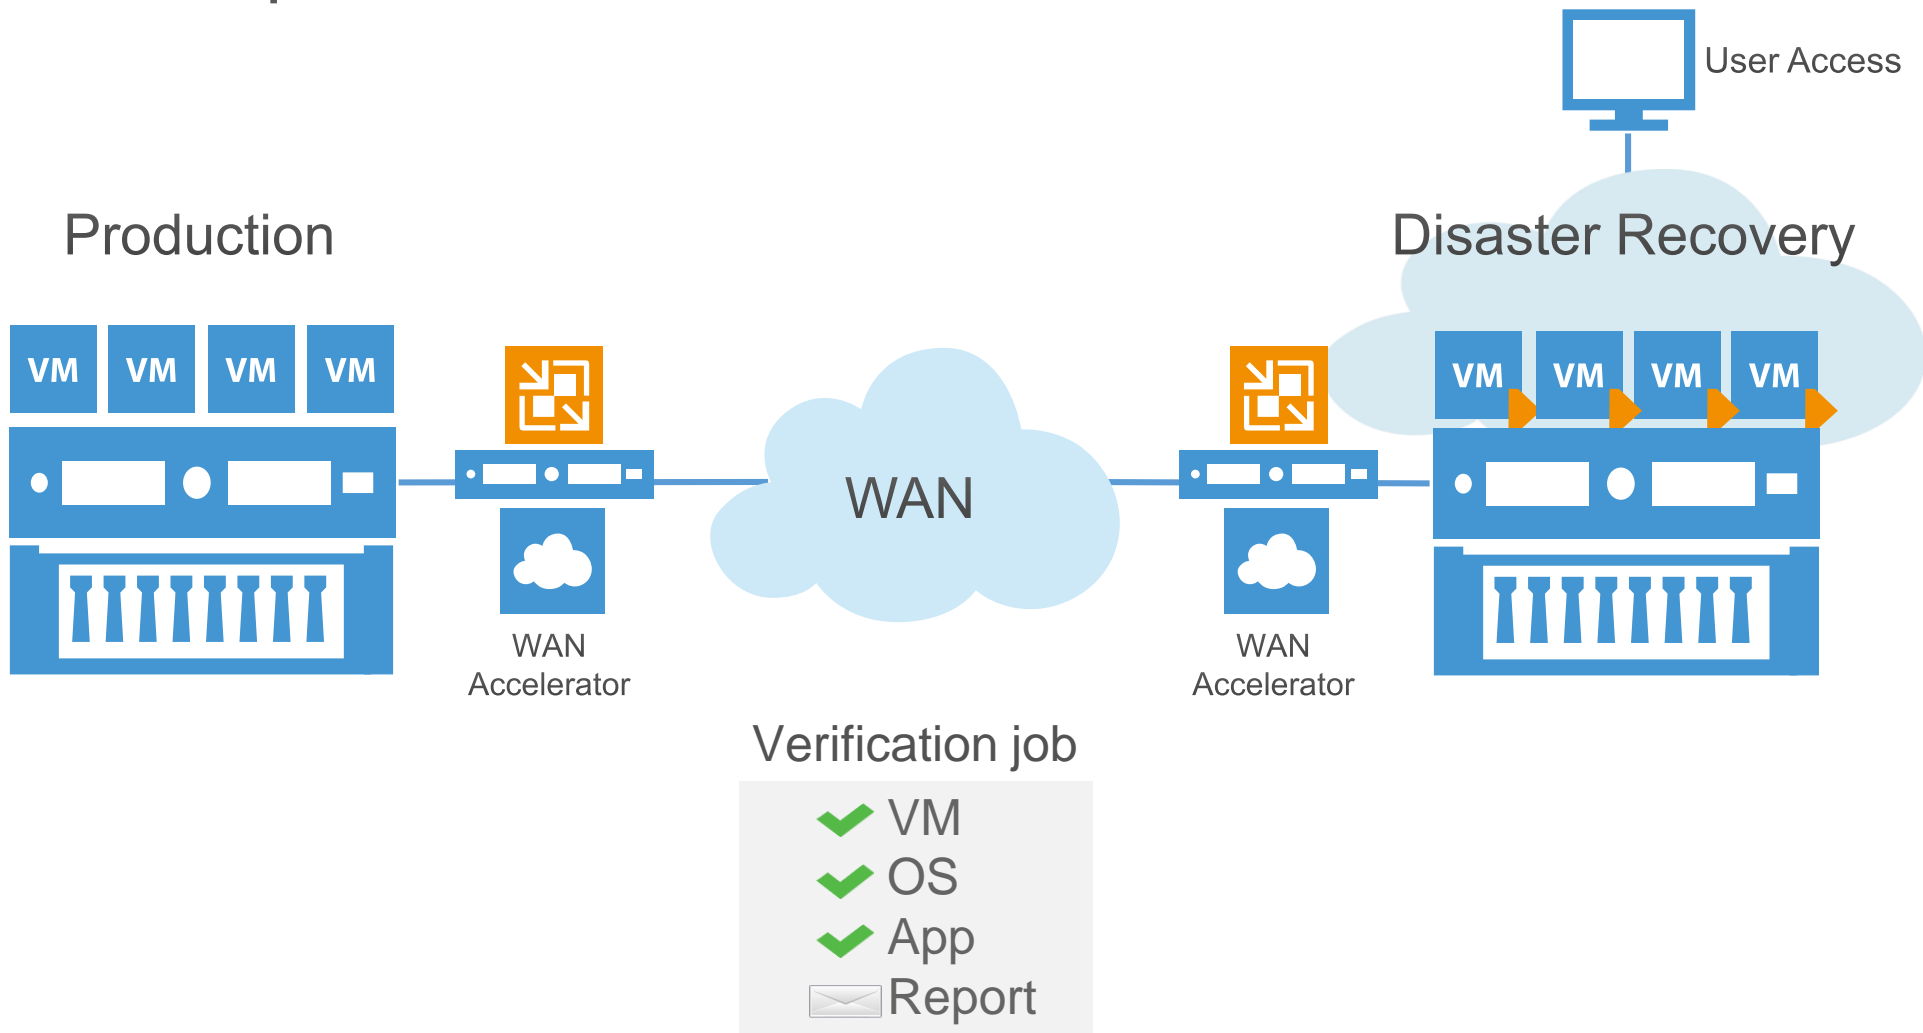 User Access
Production
Disaster Recovery
VM VM VM VM
VM VM VM VM
WAN
WAN
Accelerator
WAN
Accelerator
Verification job
VM
OS
App
Report